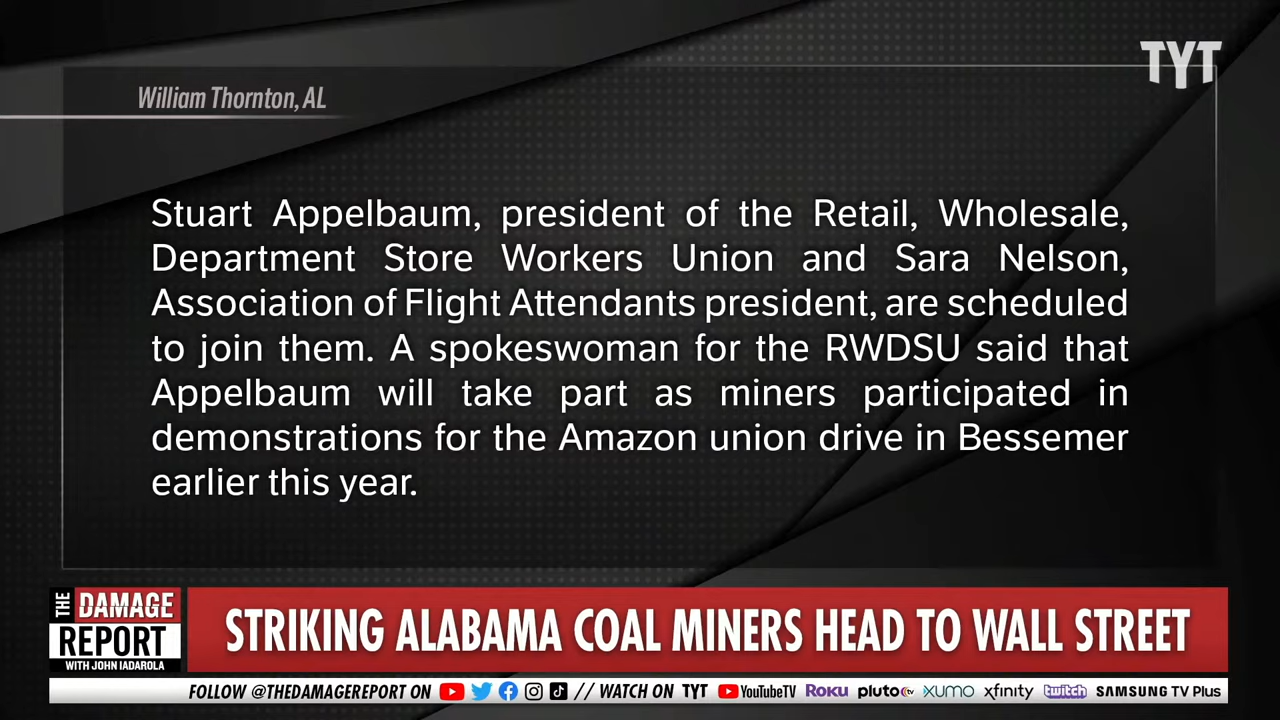 TYT
William Thornton, AL
Stuart Appelbaum, president of the Retail, Wholesale,
Department Store Workers Union and Sara Nelson,
Association of Flight Attendants president, are scheduled
to join them. A spokeswoman for the RWDSU said that
Appelbaum will take part as miners participated in
demonstrations for the Amazon union drive in Bessemer
earlier this year.
THE DAMAGE
REPORT
WITH JOHN IADAROLA
STRIKING ALABAMA COAL MINERS HEAD TO WALL STREET
FOLLOW @THEDAMAGEREPORT ON // WATCH ON TYT YouTubeTV ROKU pluto tv XUMO xfinity twitch SAMSUNG TV Plus